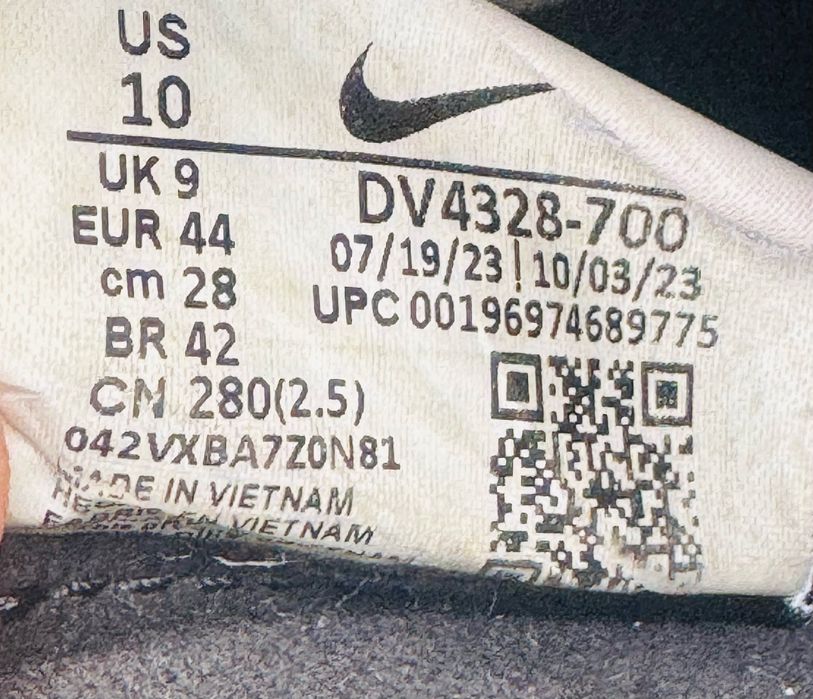 US
10
UK 9
EUR 44
cm 28
BR 42
CN 280(2.5)
042VXBA7Z0N81
MADE IN VIETNAM
VIETNAM
DV4328-700
07/19/23 | 10/03/23
UPC 00196974689775